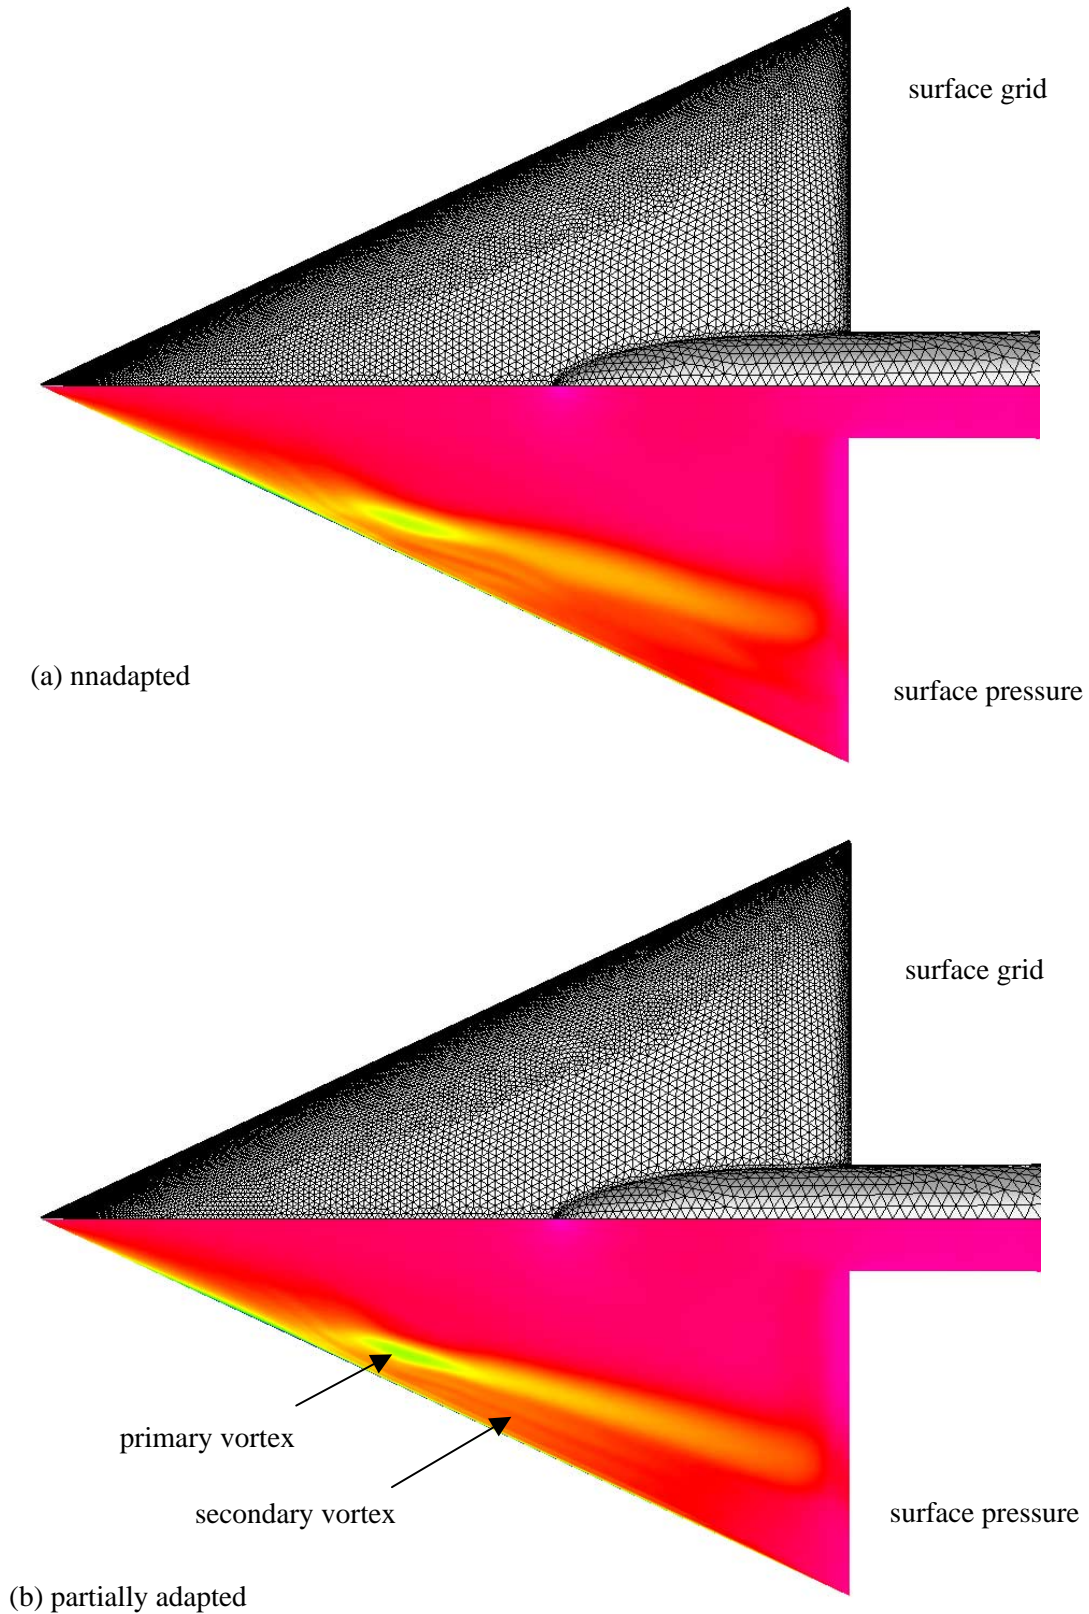 surface grid
(a) nnadapted
surface pressure
surface grid
primary vortex
secondary vortex
surface pressure
(b) partially adapted